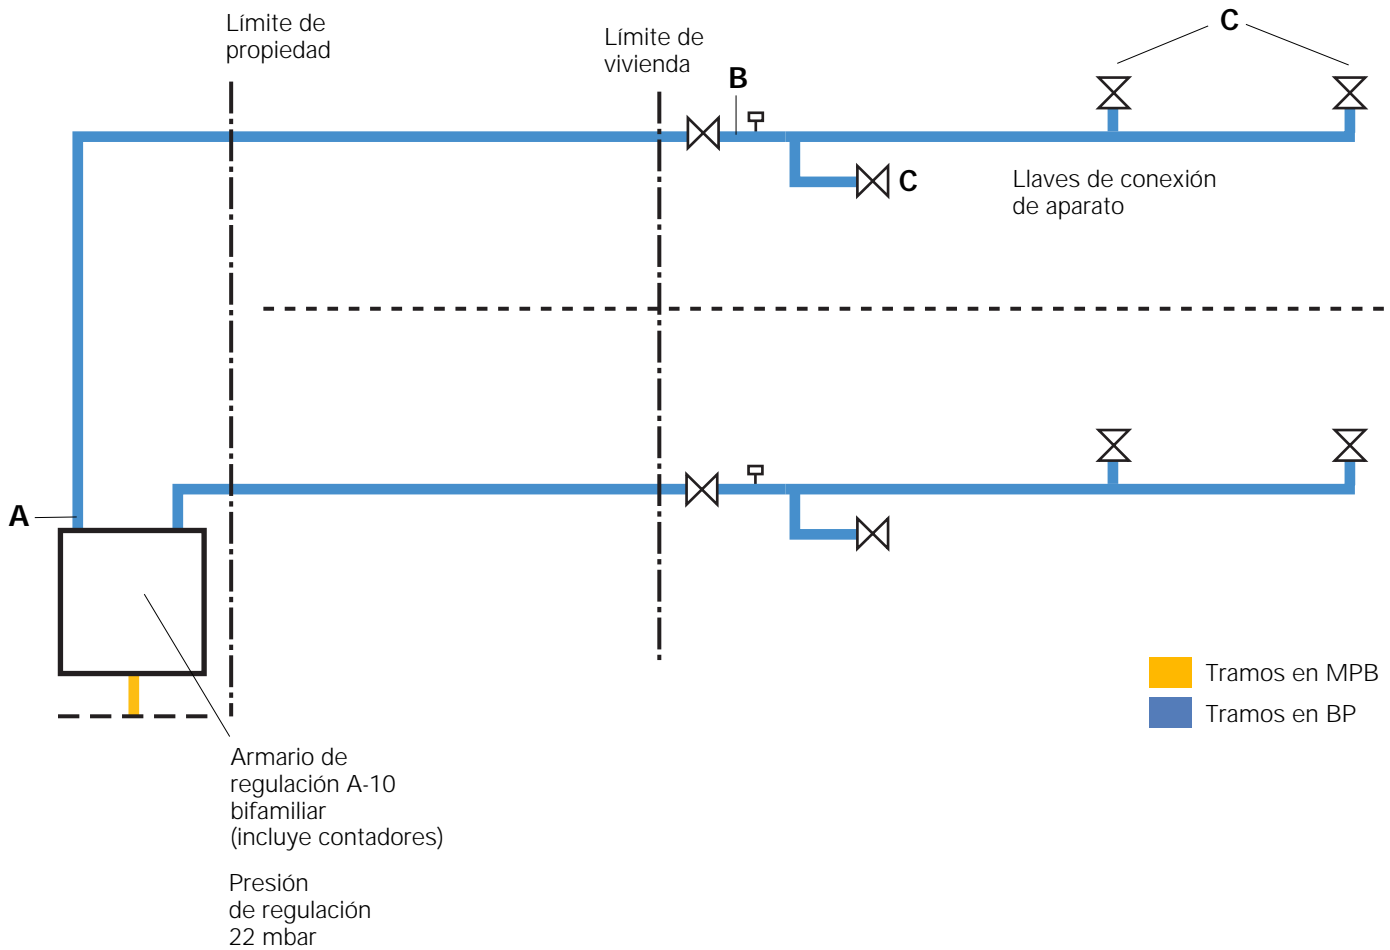 Límite de
propiedad
Límite de
vivienda
B
C
C
Llaves de conexión
de aparato
A
Tramos en MPB
Tramos en BP
Armario de
regulación A-10
bifamiliar
(incluye contadores)
Presión
de regulación
22 mbar